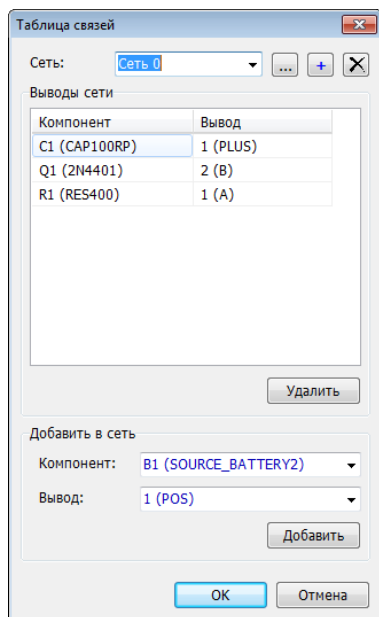 Таблица связей
Сеть: Сеть 0 ... +
Выводы сети
Компонент Вывод
C1 (CAP100RP) 1 (PLUS)
Q1 (2N4401) 2 (B)
R1 (RES400) 1 (A)
Удалить
Добавить в сеть
Компонент: B1 (SOURCE_BATTERY2)
Вывод: 1 (POS)
Добавить
OK Отмена